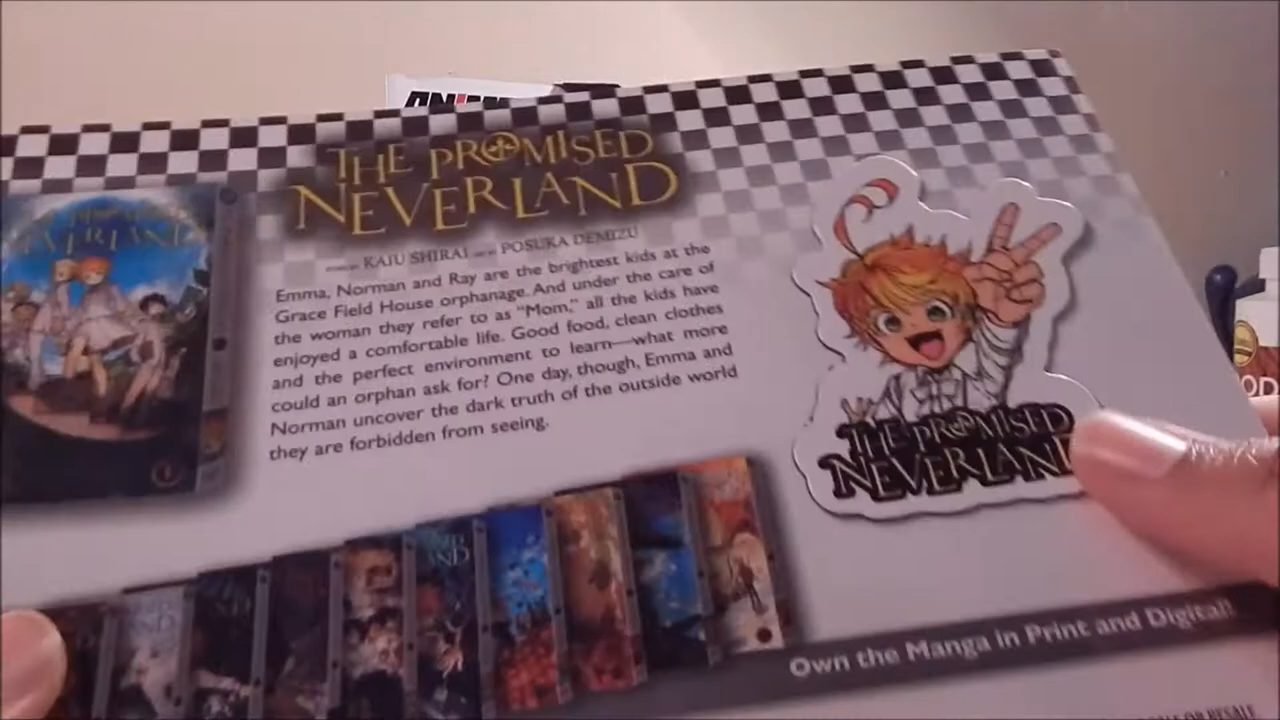 THE PROMISED
NEVERLAND
KAIU SHIRAI POSUKA DEMIZU
Emma, Norman and Ray are the brightest kids at the
Grace Field House orphanage. And under the care of
the woman they refer to as “Mom,” all the kids have
enjoyed a comfortable life. Good food, clean clothes
and the perfect environment to learn—what more
could an orphan ask for? One day, though, Emma and
Norman uncover the dark truth of the outside world
they are forbidden from seeing.
THE PROMISED
NEVERLAND
Own the Manga in Print and Digital!